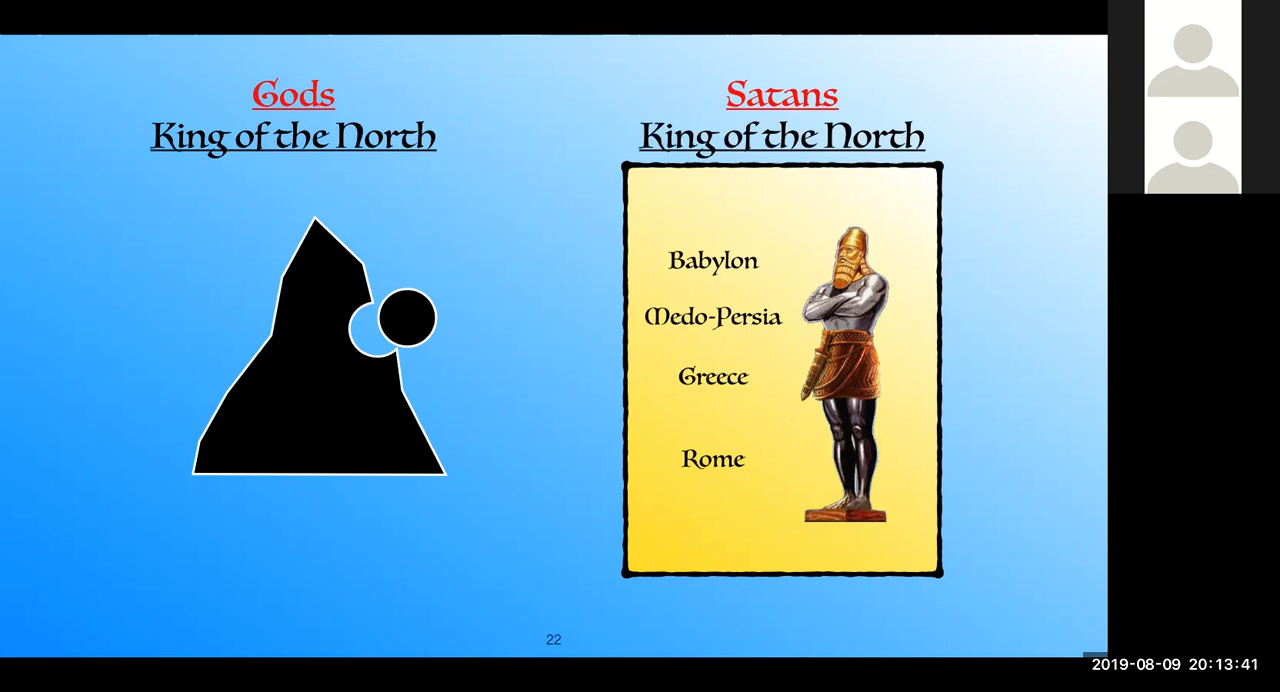 Gods
King of the North
Satans
King of the North
Babylon
Medo-Persia
Greece
Rome
22
2019-08-09 20:13:41